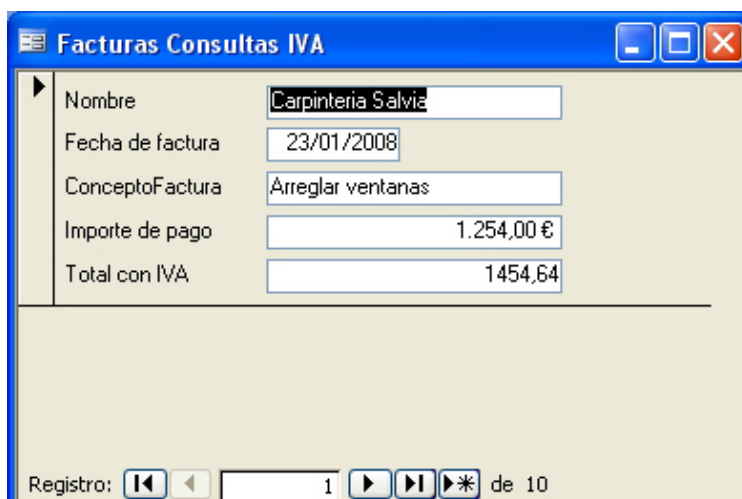 Facturas Consultas IVA
Nombre Carpinteria Salvia
Fecha de factura 23/01/2008
ConceptoFactura Arreglar ventanas
Importe de pago 1.254,00 €
Total con IVA 1454,64
Registro: 1 de 10